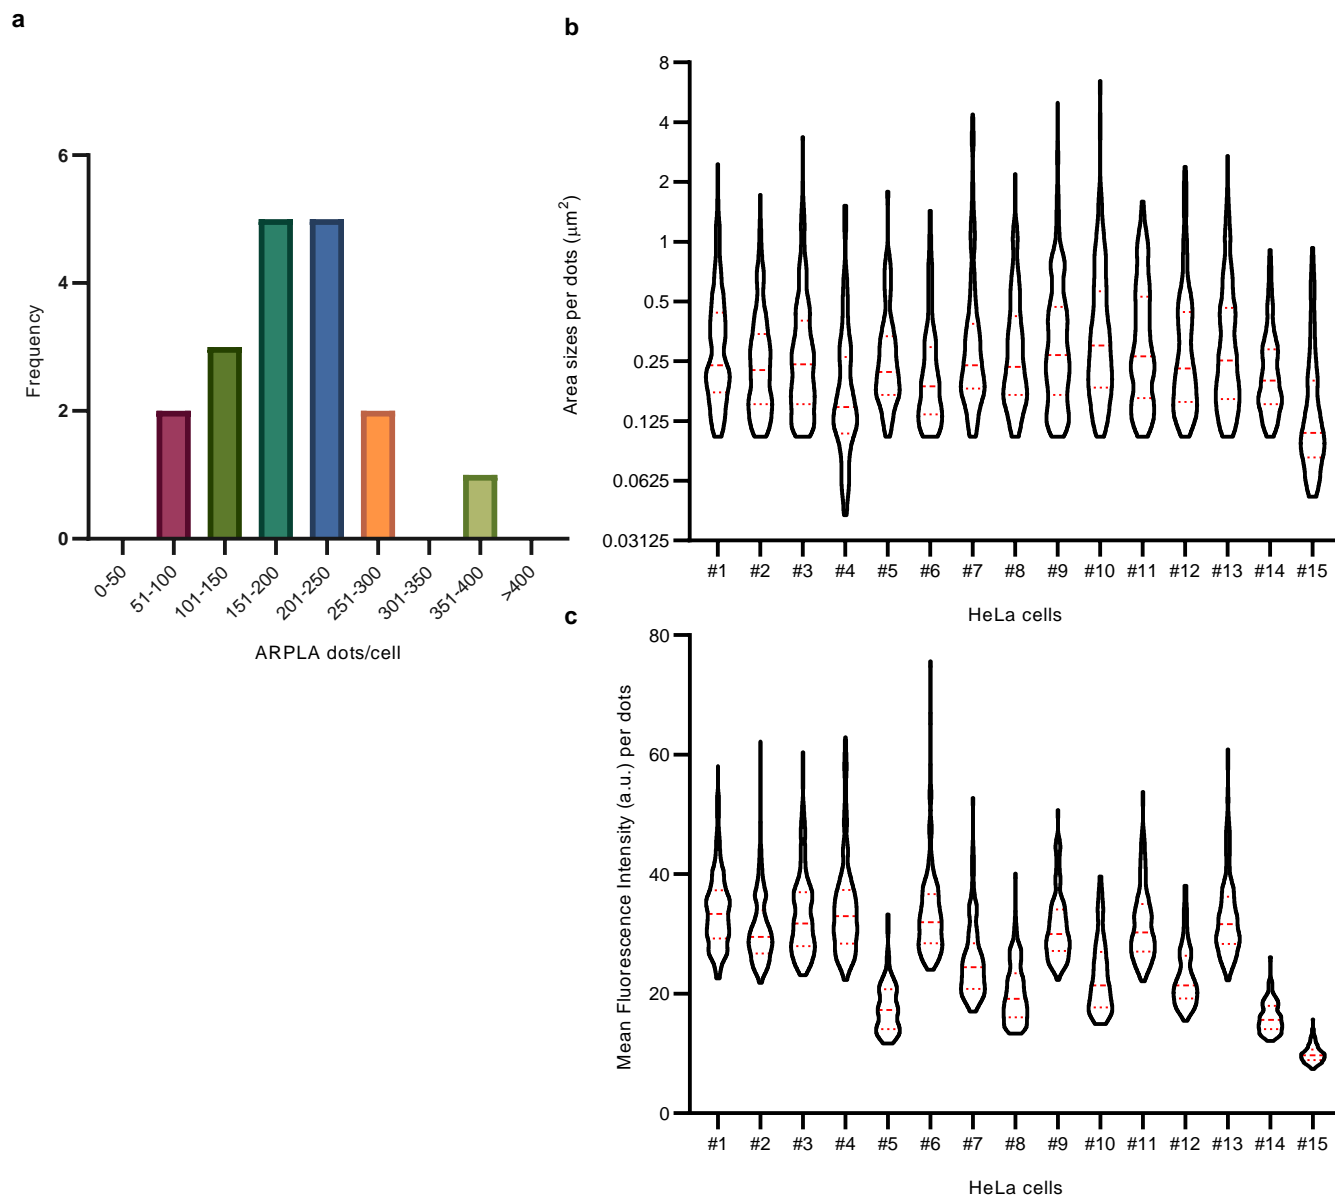 a
6
4
2
0
Frequency
0-50
51-100
101-150
151-200
201-250
251-300
301-350
351-400
>400
ARPLA dots/cell
b
8
4
2
1
0.5
0.25
0.125
0.0625
0.03125
Area sizes per dots (μm2)
#1 #2 #3 #4 #5 #6 #7 #8 #9 #10 #11 #12 #13 #14 #15
HeLa cells
c
80
60
40
20
0
Mean Fluorescence Intensity (a.u.) per dots
#1 #2 #3 #4 #5 #6 #7 #8 #9 #10 #11 #12 #13 #14 #15
HeLa cells